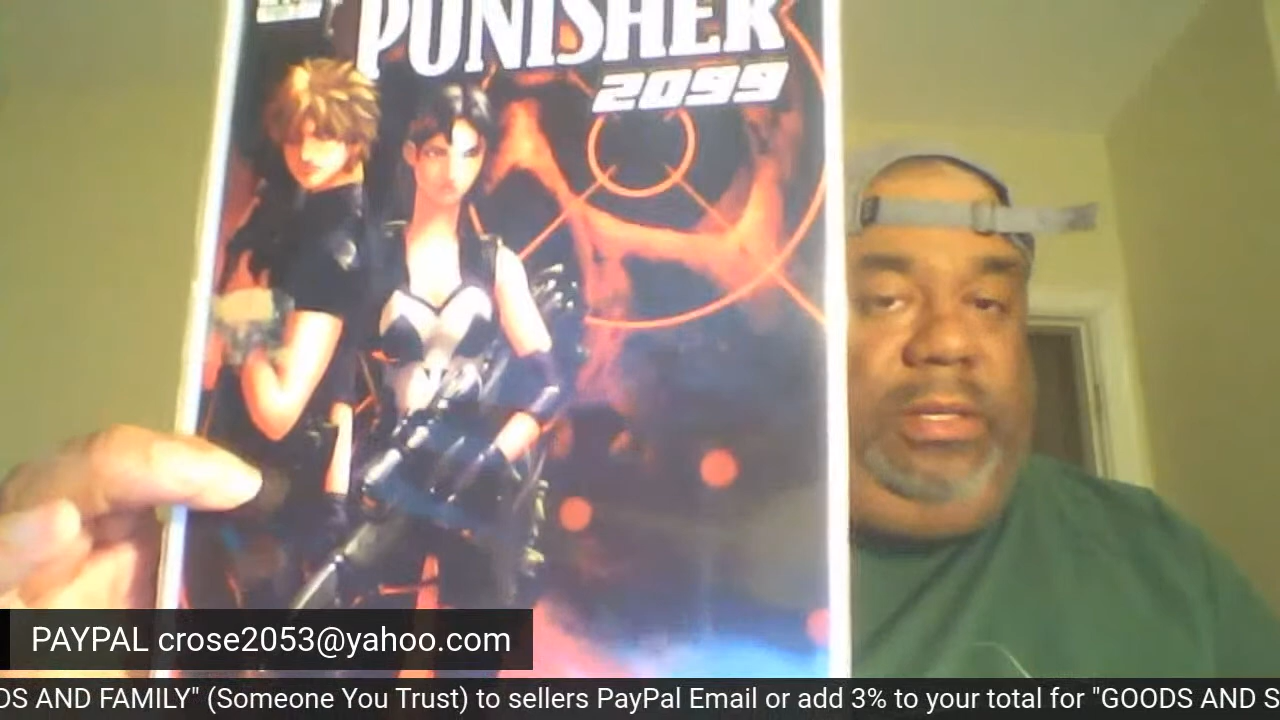 PUNISHER
2099
PAYPAL crose2053@yahoo.com
DS AND FAMILY" (Someone You Trust) to sellers PayPal Email or add 3% to your total for "GOODS AND S